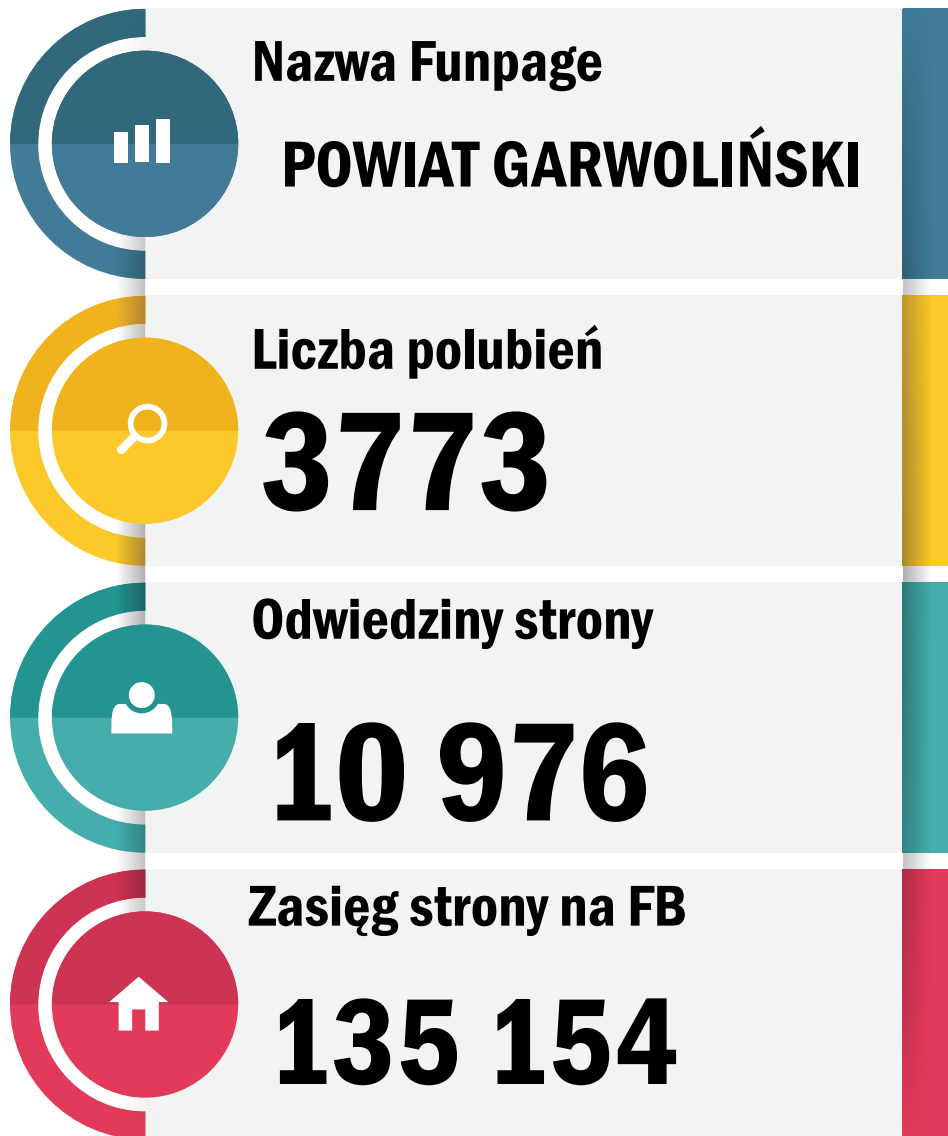 Nazwa Funpage
POWIAT GARWOLIŃSKI
Liczba polubień
3773
Odwiedziny strony
10 976
Zasięg strony na FB
135 154